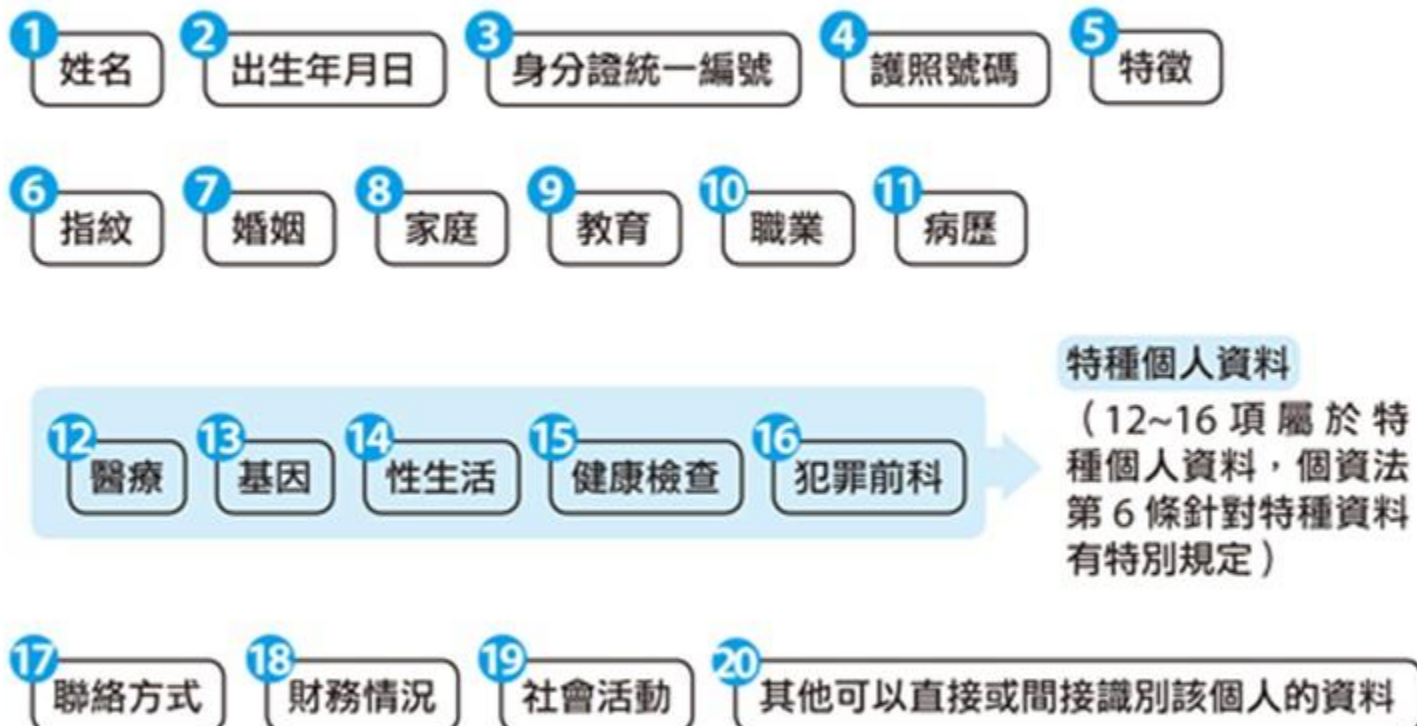 1 姓名 2 出生年月日 3 身分證統一編號 4 護照號碼 5 特徵
6 指紋 7 婚姻 8 家庭 9 教育 10 職業 11 病歷
12 醫療 13 基因 14 性生活 15 健康檢查 16 犯罪前科
特種個人資料
（12~16 項屬於特
種個人資料，個資法
第 6 條針對特種資料
有特別規定）
17 聯絡方式 18 財務情況 19 社會活動 20 其他可以直接或間接識別該個人的資料